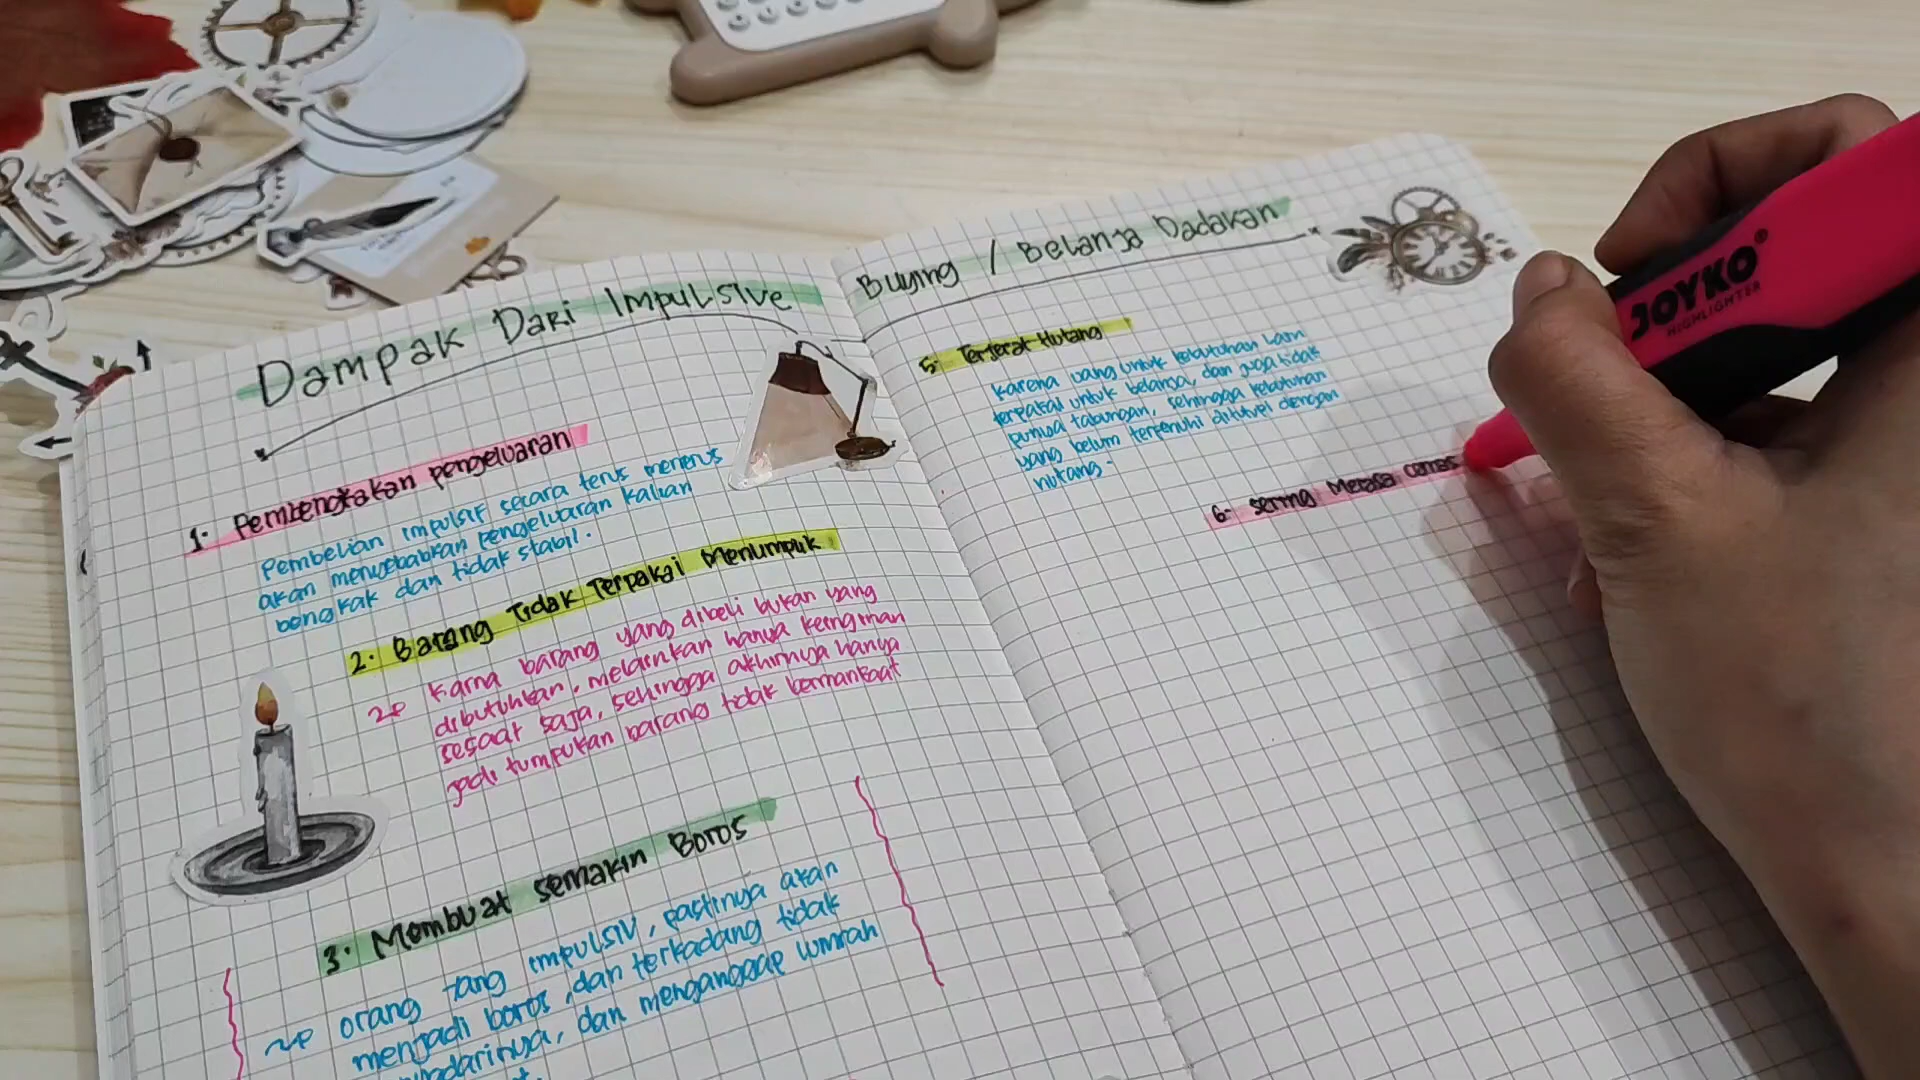 Dampak Dari Impulsive Buying / Belanja Dadakan
1. Pembengkakan pengeluaran
Pembelian impulsif secara terus menerus
akan menyebabkan pengeluaran kalian
bengkak dan tidak stabil.
2. Barang Tidak Terpakai Menumpuk
Karna barang yang dibeli bukan yang
dibutuhkan, melainkan hanya keinginan
sesaat saja, sehingga akhirnya hanya
jadi tumpukan barang tidak bermanfaat
3. Membuat semakin Boros
orang yang impulsiv, pastinya akan
menjadi boros, dan terkadang tidak
dan menganggap lumrah
5. Terjerat Hutang
Karena uang untuk kebutuhan lain
terpakai untuk belanja, dan juga tidak
punya tabungan, sehingga kebutuhan
yang belum terpenuhi ditutupi dengan
hutang-
6- sering Merasa cemas
JOYKO®
HIGHLIGHTER